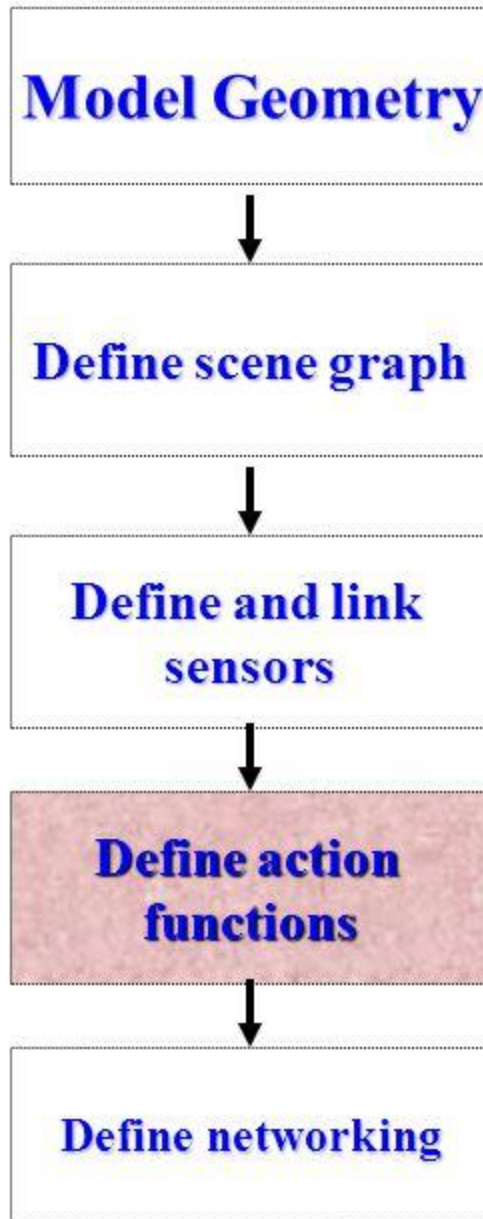 Model Geometry
Define scene graph
Define and link
sensors
Define action
functions
Define networking